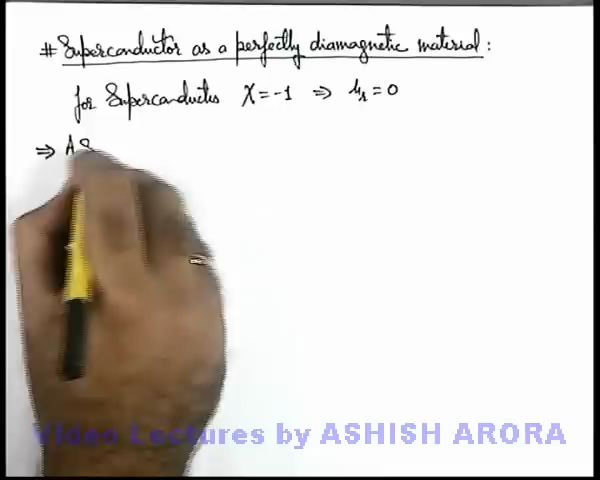 # Superconductor as a perfectly diamagnetic material :
for Superconductors χ = -1 ⇒ μr = 0
⇒ A S
Video Lectures by ASHISH ARORA